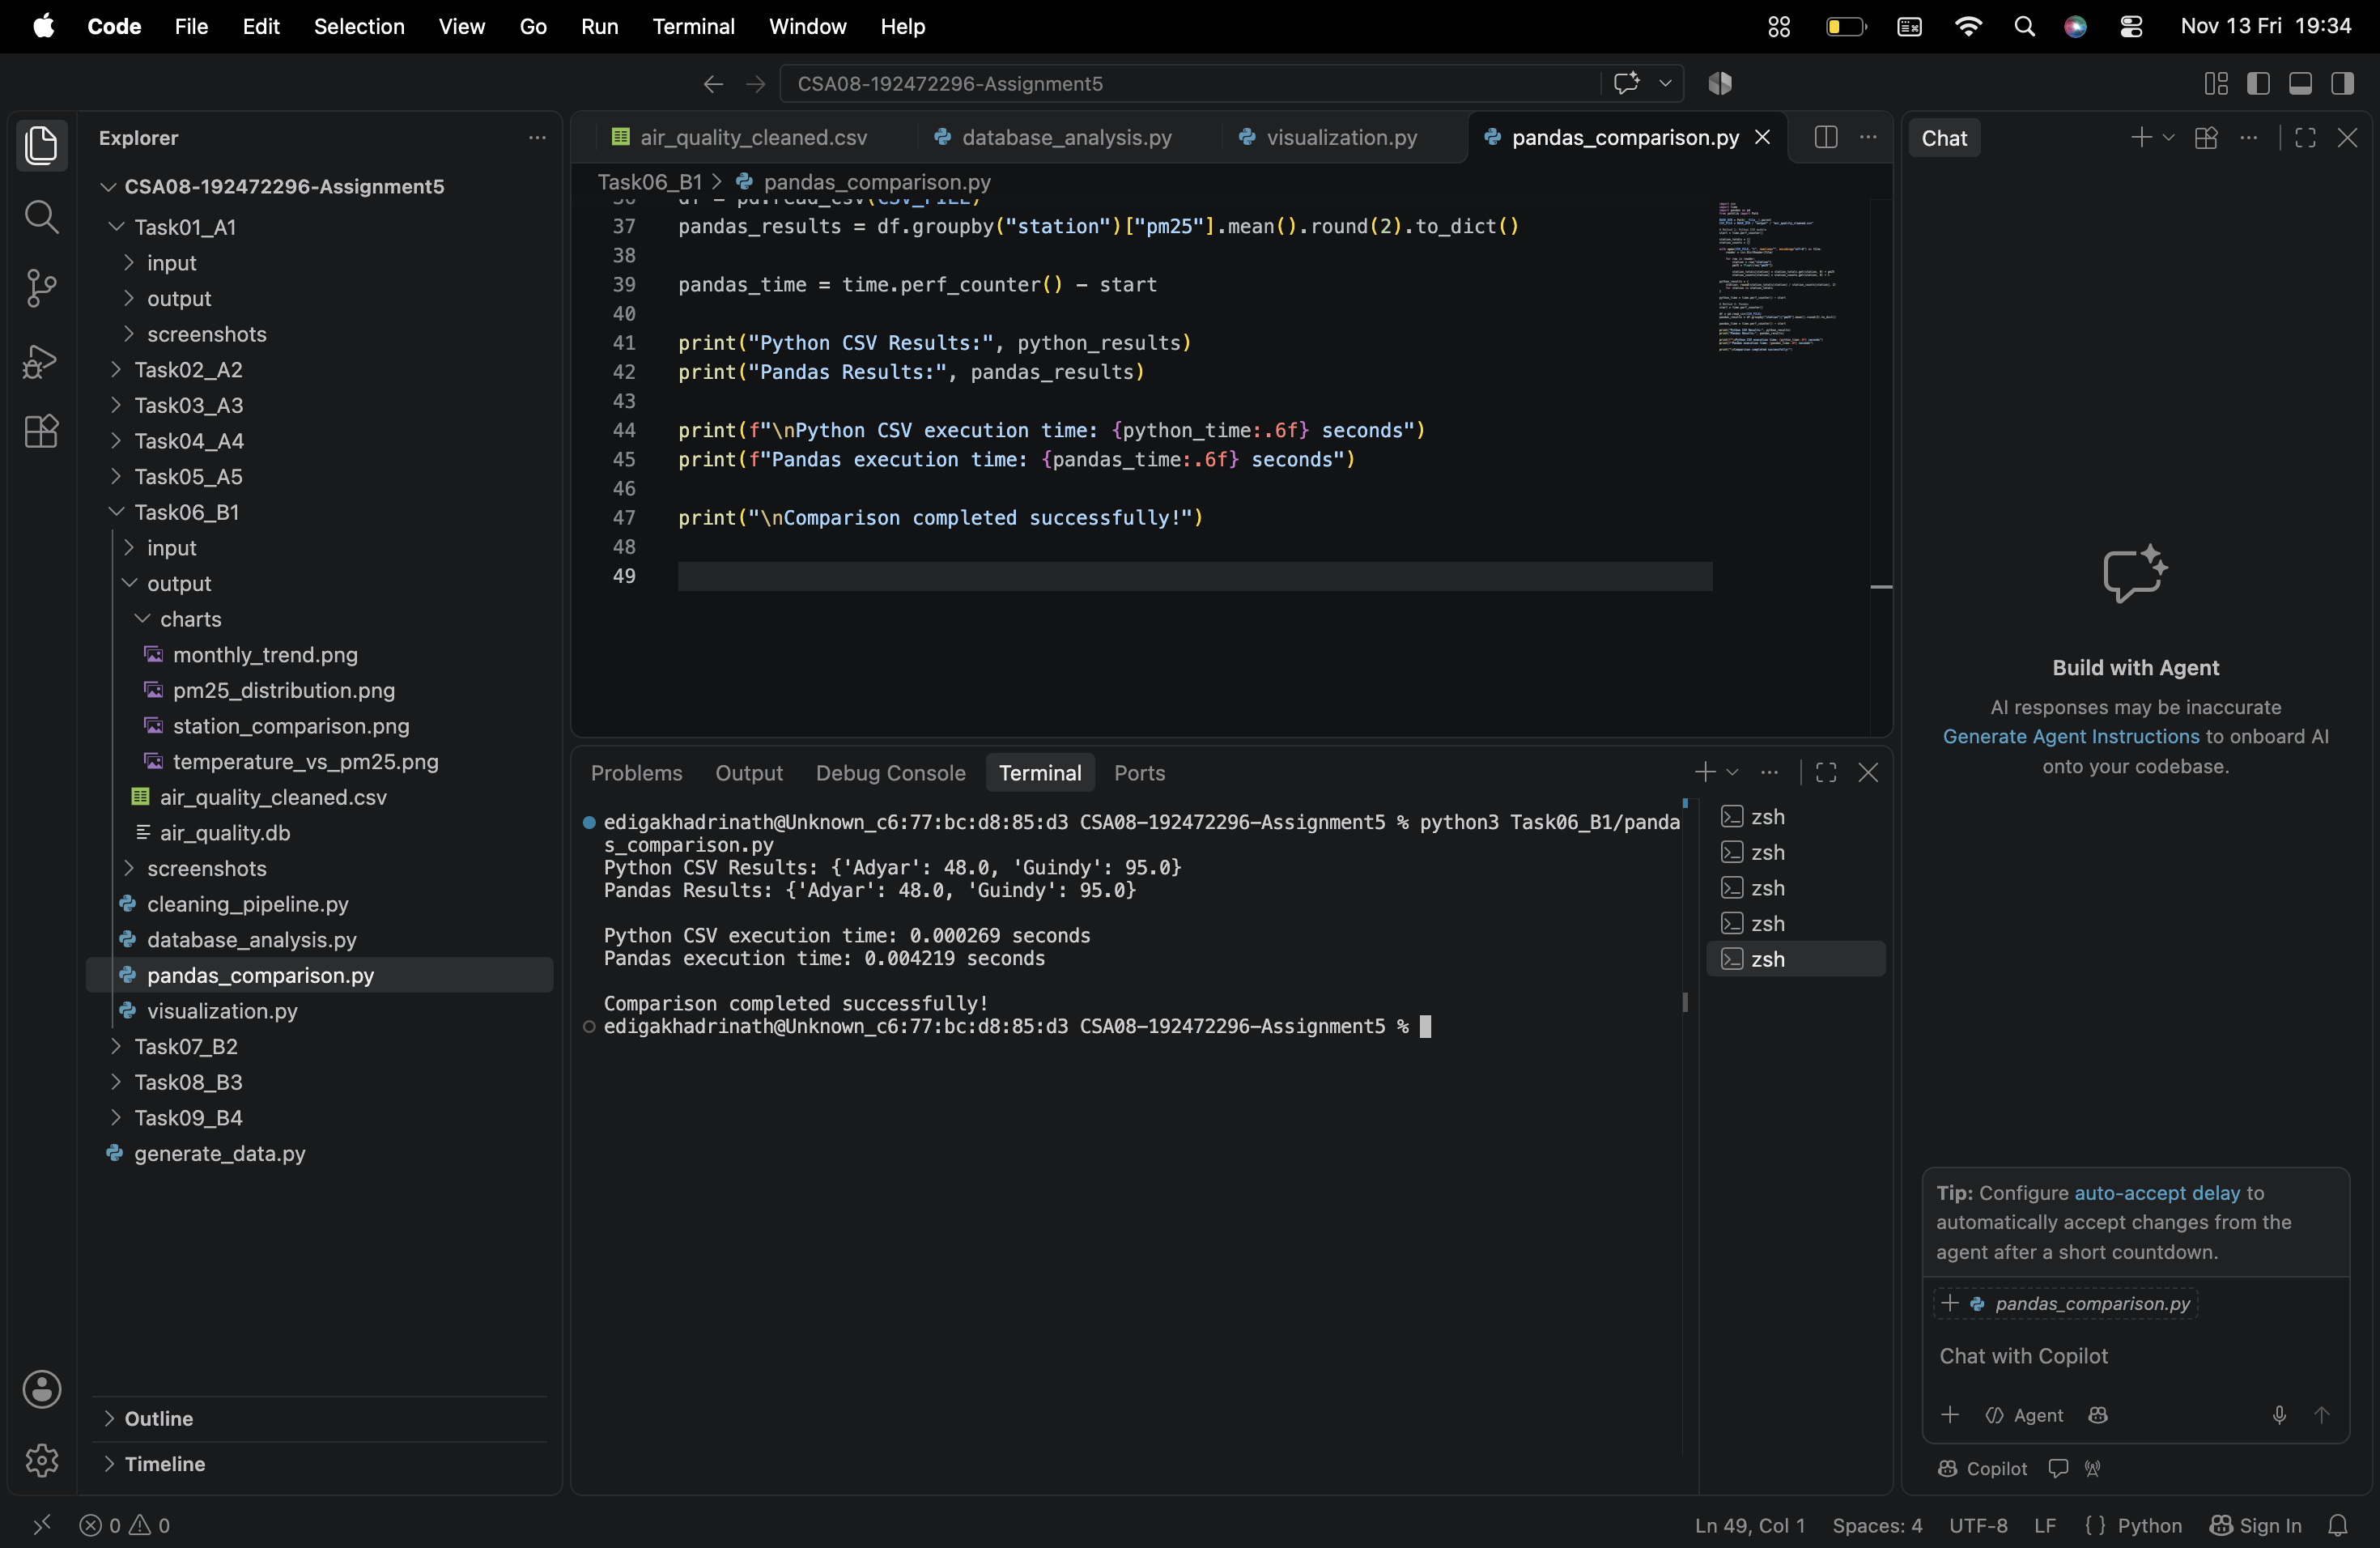 Code File Edit Selection View Go Run Terminal Window Help
Nov 13 Fri 19:34
CSA08-192472296-Assignment5
Explorer
CSA08-192472296-Assignment5
Task01_A1
input
output
screenshots
Task02_A2
Task03_A3
Task04_A4
Task05_A5
Task06_B1
input
output
charts
monthly_trend.png
pm25_distribution.png
station_comparison.png
temperature_vs_pm25.png
air_quality_cleaned.csv
air_quality.db
screenshots
cleaning_pipeline.py
database_analysis.py
pandas_comparison.py
visualization.py
Task07_B2
Task08_B3
Task09_B4
generate_data.py
Outline
Timeline
air_quality_cleaned.csv database_analysis.py visualization.py pandas_comparison.py
Task06_B1 > pandas_comparison.py
36 df = pd.read_csv(CSV_FILE)
37 pandas_results = df.groupby("station")["pm25"].mean().round(2).to_dict()
38
39 pandas_time = time.perf_counter() - start
40
41 print("Python CSV Results:", python_results)
42 print("Pandas Results:", pandas_results)
43
44 print(f"\nPython CSV execution time: {python_time:.6f} seconds")
45 print(f"Pandas execution time: {pandas_time:.6f} seconds")
46
47 print("\nComparison completed successfully!")
48
49
Problems Output Debug Console Terminal Ports
edigakhadrinath@Unknown_c6:77:bc:d8:85:d3 CSA08-192472296-Assignment5 % python3 Task06_B1/panda
s_comparison.py
Python CSV Results: {'Adyar': 48.0, 'Guindy': 95.0}
Pandas Results: {'Adyar': 48.0, 'Guindy': 95.0}
Python CSV execution time: 0.000269 seconds
Pandas execution time: 0.004219 seconds
Comparison completed successfully!
edigakhadrinath@Unknown_c6:77:bc:d8:85:d3 CSA08-192472296-Assignment5 %
zsh
zsh
zsh
zsh
zsh
Chat
Build with Agent
AI responses may be inaccurate
Generate Agent Instructions to onboard AI
onto your codebase.
Tip: Configure auto-accept delay to
automatically accept changes from the
agent after a short countdown.
pandas_comparison.py
Chat with Copilot
Agent
Copilot
0 0
Ln 49, Col 1 Spaces: 4 UTF-8 LF {} Python Sign In